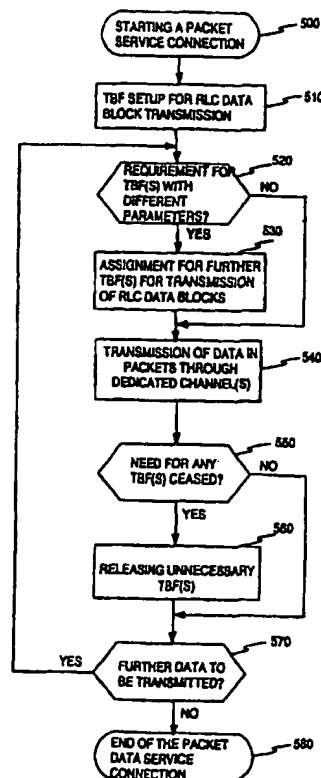 STARTING A PACKET
SERVICE CONNECTION
500
TBF SETUP FOR RLC DATA
BLOCK TRANSMISSION
510
520
REQUIREMENT FOR
TBF(S) WITH
DIFFERENT
PARAMETERS?
NO
YES
530
ASSIGNMENT FOR FURTHER
TBF(S) FOR TRANSMISSION
OF RLC DATA BLOCKS
TRANSMISSION OF DATA IN
PACKETS THROUGH
DEDICATED CHANNEL(S)
540
550
NEED FOR ANY
TBF(S) CEASED?
NO
YES
560
RELEASING UNNECESSARY
TBF(S)
570
YES
FURTHER DATA TO
BE TRANSMITTED?
NO
580
END OF THE PACKET
DATA SERVICE
CONNECTION